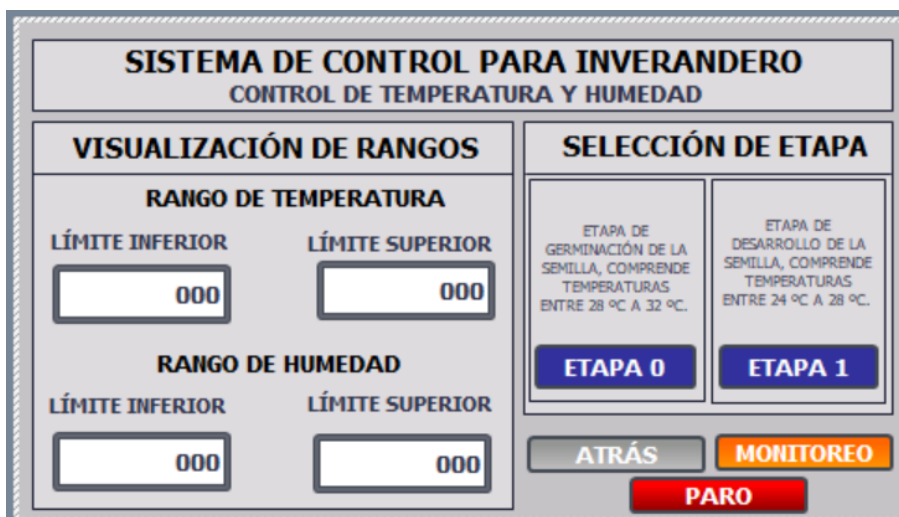 SISTEMA DE CONTROL PARA INVERANDERO
CONTROL DE TEMPERATURA Y HUMEDAD
VISUALIZACIÓN DE RANGOS
RANGO DE TEMPERATURA
LÍMITE INFERIOR
LÍMITE SUPERIOR
000
000
RANGO DE HUMEDAD
LÍMITE INFERIOR
LÍMITE SUPERIOR
000
000
SELECCIÓN DE ETAPA
ETAPA DE
GERMINACIÓN DE LA
SEMILLA, COMPRENDE
TEMPERATURAS
ENTRE 28 ºC A 32 ºC.
ETAPA 0
ETAPA DE
DESARROLLO DE LA
SEMILLA, COMPRENDE
TEMPERATURAS
ENTRE 24 ºC A 28 ºC.
ETAPA 1
ATRÁS
MONITOREO
PARO